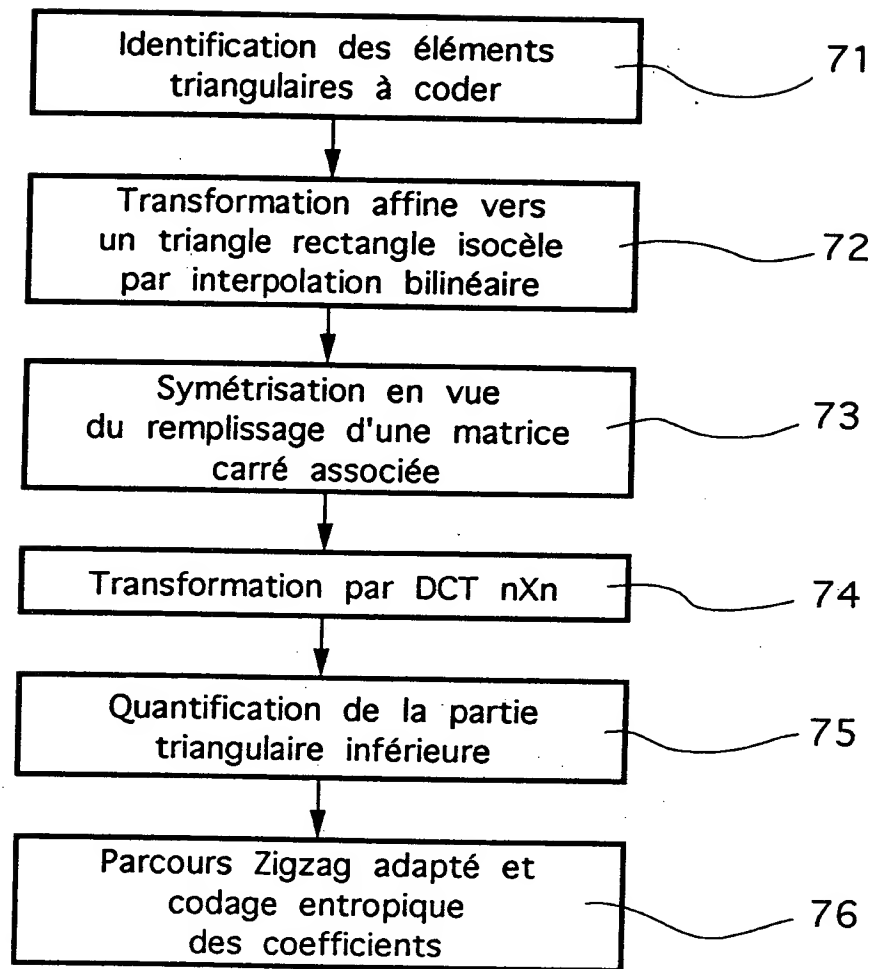 Identification des éléments
triangulaires à coder
71
Transformation affine vers
un triangle rectangle isocèle
par interpolation bilinéaire
72
Symétrisation en vue
du remplissage d'une matrice
carré associée
73
Transformation par DCT nXn
74
Quantification de la partie
triangulaire inférieure
75
Parcours Zigzag adapté et
codage entropique
des coefficients
76